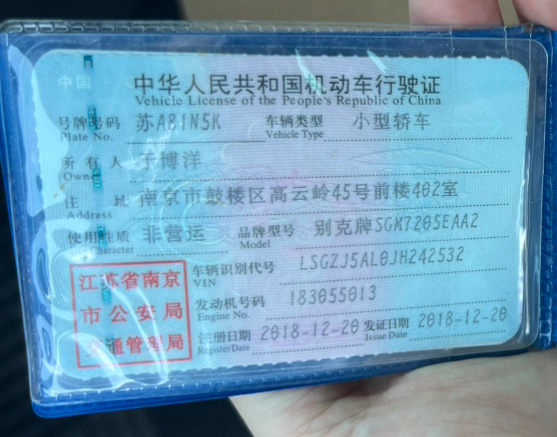 中华人民共和国机动车行驶证
Vehicle License of the People's Republic of China
号牌号码 苏AB1N5K 车辆类型 小型轿车
Plate No. Vehicle Type
所有人 于博洋
Owner
住址 南京市鼓楼区高云岭45号前楼402室
Address
使用性质 非营运 品牌型号 别克牌SGM7205EAA2
Character Model
车辆识别代号 LSGZJ5AL0JH242532
VIN
发动机号码 183055013
Engine No.
注册日期 2018-12-20 发证日期 2018-12-20
Register Date Issue Date
江苏省南京
市公安局
交通管理局